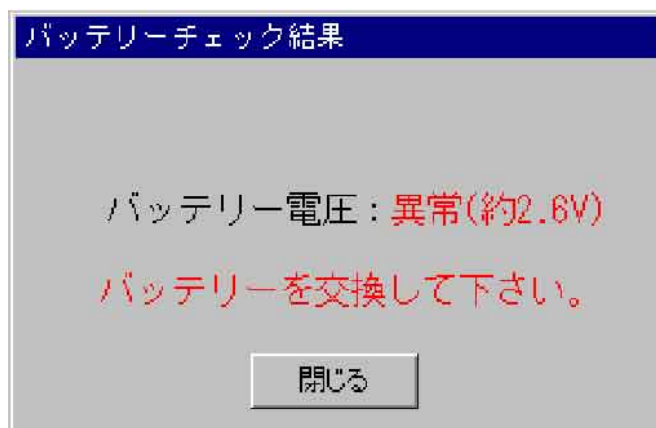 バッテリーチェック結果
バッテリー電圧：異常(約2.6V)
バッテリーを交換して下さい。
閉じる